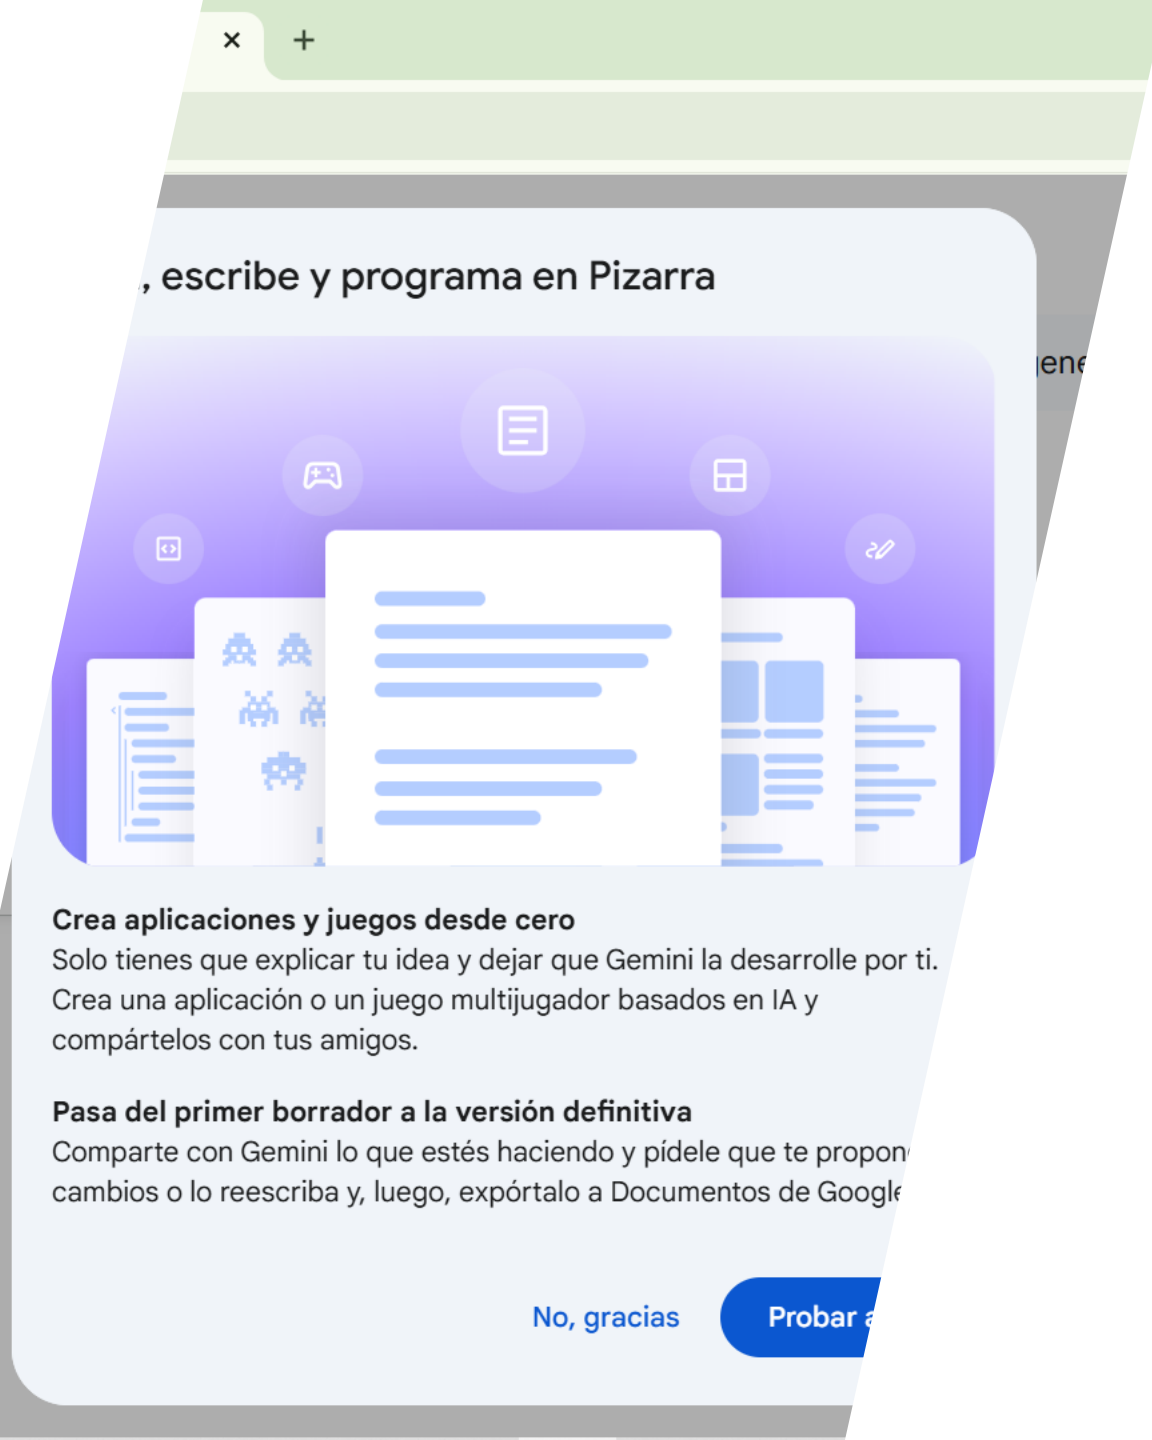 , escribe y programa en Pizarra
Crea aplicaciones y juegos desde cero
Solo tienes que explicar tu idea y dejar que Gemini la desarrolle por ti.
Crea una aplicación o un juego multijugador basados en IA y
compártelos con tus amigos.
Pasa del primer borrador a la versión definitiva
Comparte con Gemini lo que estés haciendo y pídele que te
cambios o lo reescriba y, luego, expórtalo a Documentos de Google
No, gracias
Probar